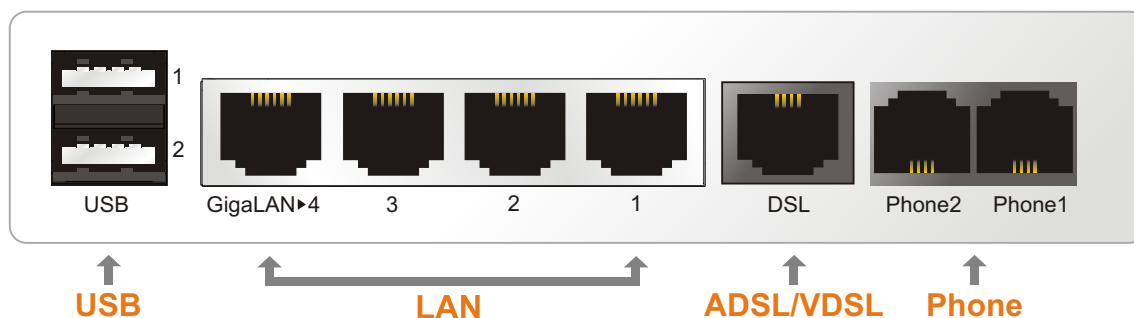 1
2
USB
GigaLAN▸4
3
2
1
DSL
Phone2
Phone1
USB
LAN
ADSL/VDSL
Phone